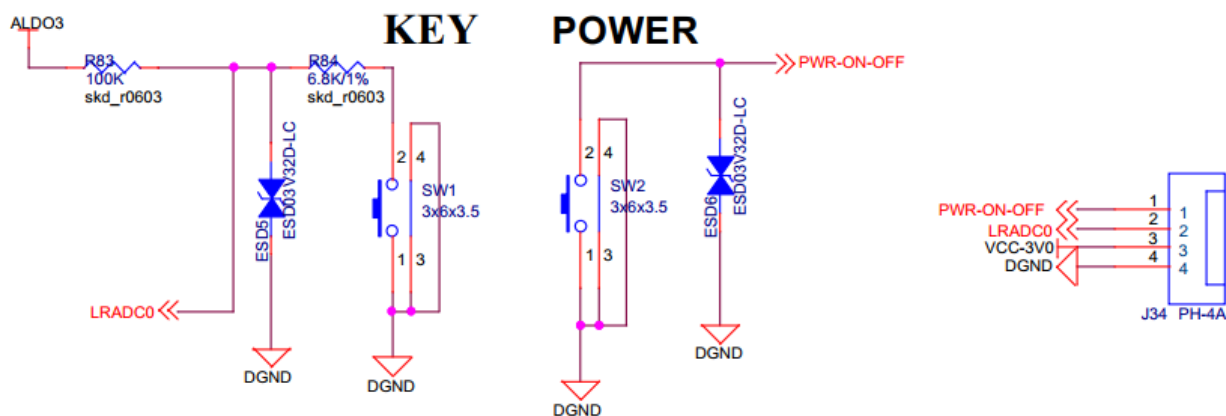 KEY
POWER
ALDO3
R83
100K
skd_r0603
R84
6.8K/1%
skd_r0603
ESD5
ESD03V32D-LC
2
4
SW1
3x6x3.5
1
3
LRADC0
DGND
DGND
PWR-ON-OFF
2
4
SW2
3x6x3.5
1
3
ESD6
ESD03V32D-LC
DGND
DGND
PWR-ON-OFF 1 1
LRADC0 2 2
VCC-3V0 3 3
DGND 4 4
J34 PH-4A